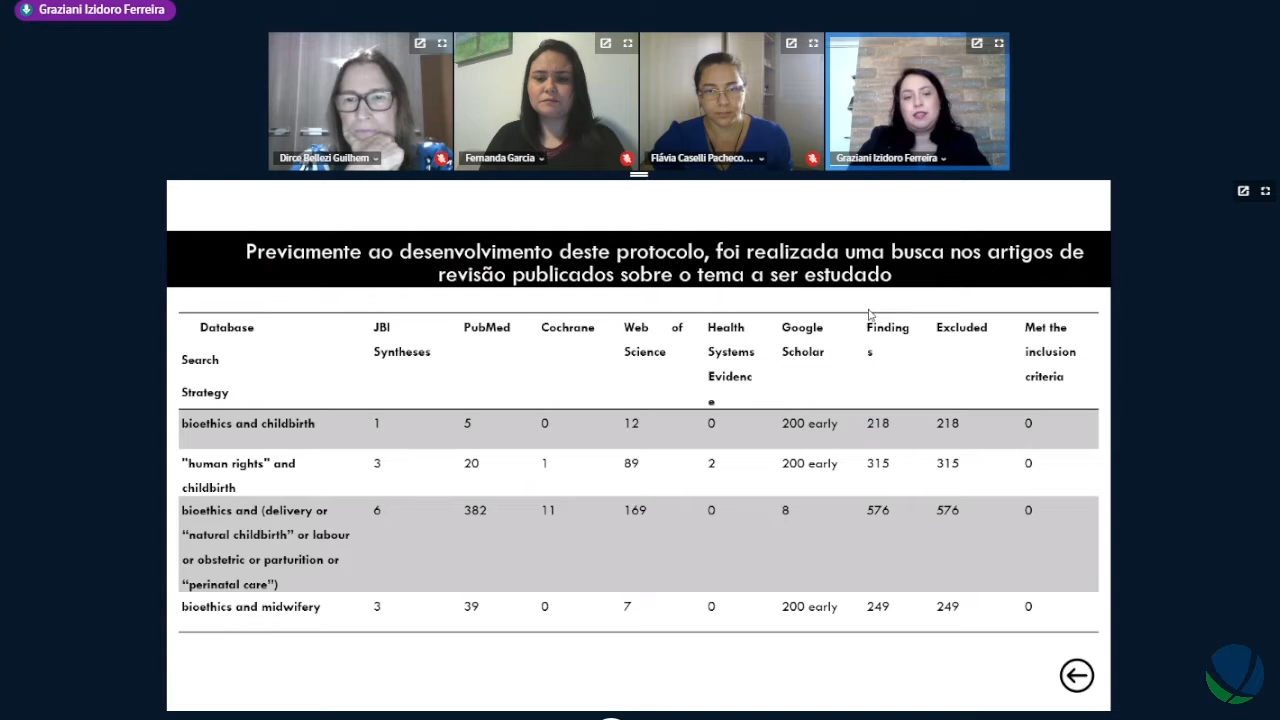 Graziani Izidoro Ferreira
Dirce Bellezi Guilhem
Fernanda Garcia
Flávia Caselli Pacheco...
Graziani Izidoro Ferreira
Previamente ao desenvolvimento deste protocolo, foi realizada uma busca nos artigos de
revisão publicados sobre o tema a ser estudado
Database JBI PubMed Cochrane Web of Health Google Finding Excluded Met the
Syntheses Science Systems Scholar s inclusion
Search
Evidenc criteria
Strategy
e
bioethics and childbirth 1 5 0 12 0 200 early 218 218 0
"human rights" and 3 20 1 89 2 200 early 315 315 0
childbirth
bioethics and (delivery or 6 382 11 169 0 8 576 576 0
“natural childbirth” or labour
or obstetric or parturition or
“perinatal care”)
bioethics and midwifery 3 39 0 7 0 200 early 249 249 0